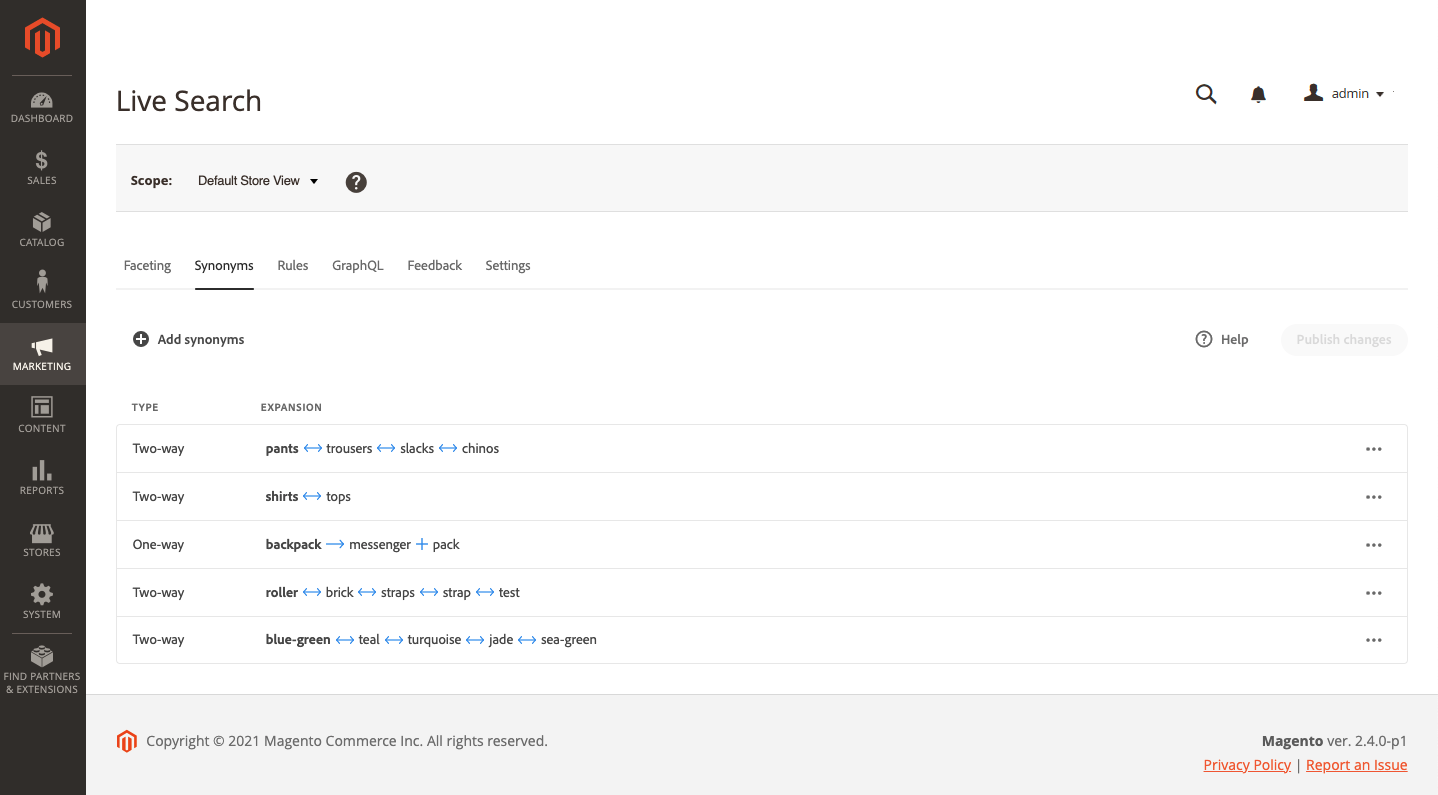 Live Search
admin
Scope: Default Store View
DASHBOARD
SALES
CATALOG
CUSTOMERS
MARKETING
CONTENT
REPORTS
STORES
SYSTEM
FIND PARTNERS
& EXTENSIONS
Faceting Synonyms Rules GraphQL Feedback Settings
Add synonyms Help Publish changes
TYPE EXPANSION
Two-way pants ↔ trousers ↔ slacks ↔ chinos
Two-way shirts ↔ tops
One-way backpack → messenger + pack
Two-way roller ↔ brick ↔ straps ↔ strap ↔ test
Two-way blue-green ↔ teal ↔ turquoise ↔ jade ↔ sea-green
Copyright © 2021 Magento Commerce Inc. All rights reserved.
Magento ver. 2.4.0-p1
Privacy Policy | Report an Issue